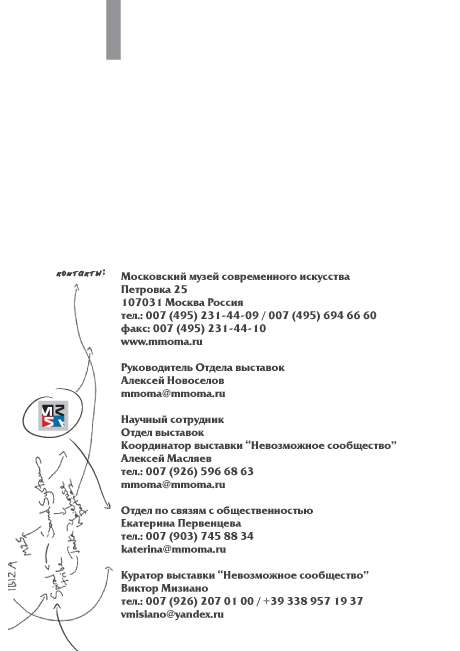 контакты:
Московский музей современного искусства
Петровка 25
107031 Москва Россия
тел.: 007 (495) 231-44-09 / 007 (495) 694 66 60
факс: 007 (495) 231-44-10
www.mmoma.ru
Руководитель Отдела выставок
Алексей Новоселов
mmoma@mmoma.ru
Научный сотрудник
Отдел выставок
Координатор выставки “Невозможное сообщество”
Алексей Масляев
тел.: 007 (926) 596 68 63
mmoma@mmoma.ru
Отдел по связям с общественностью
Екатерина Первенцева
тел.: 007 (903) 745 88 34
katerina@mmoma.ru
Куратор выставки “Невозможное сообщество”
Виктор Мизиано
тел.: 007 (926) 207 01 00 / +39 338 957 19 37
vmisiano@yandex.ru
IBIZA
Sound Systems